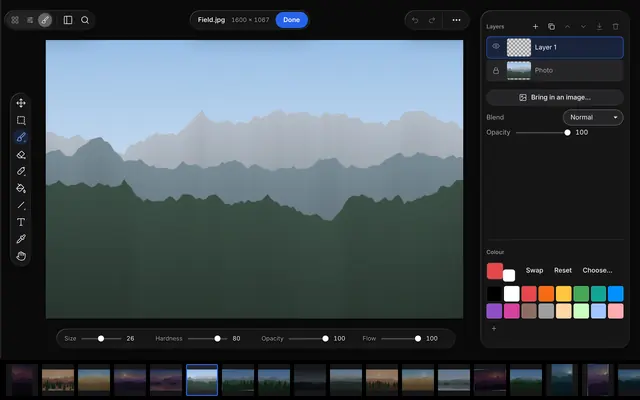 Field.jpg 1600 × 1067 Done
Layers
Layer 1
Photo
Bring in an image...
Blend Normal
Opacity 100
Colour
Swap Reset Choose...
Size 26 Hardness 80 Opacity 100 Flow 100